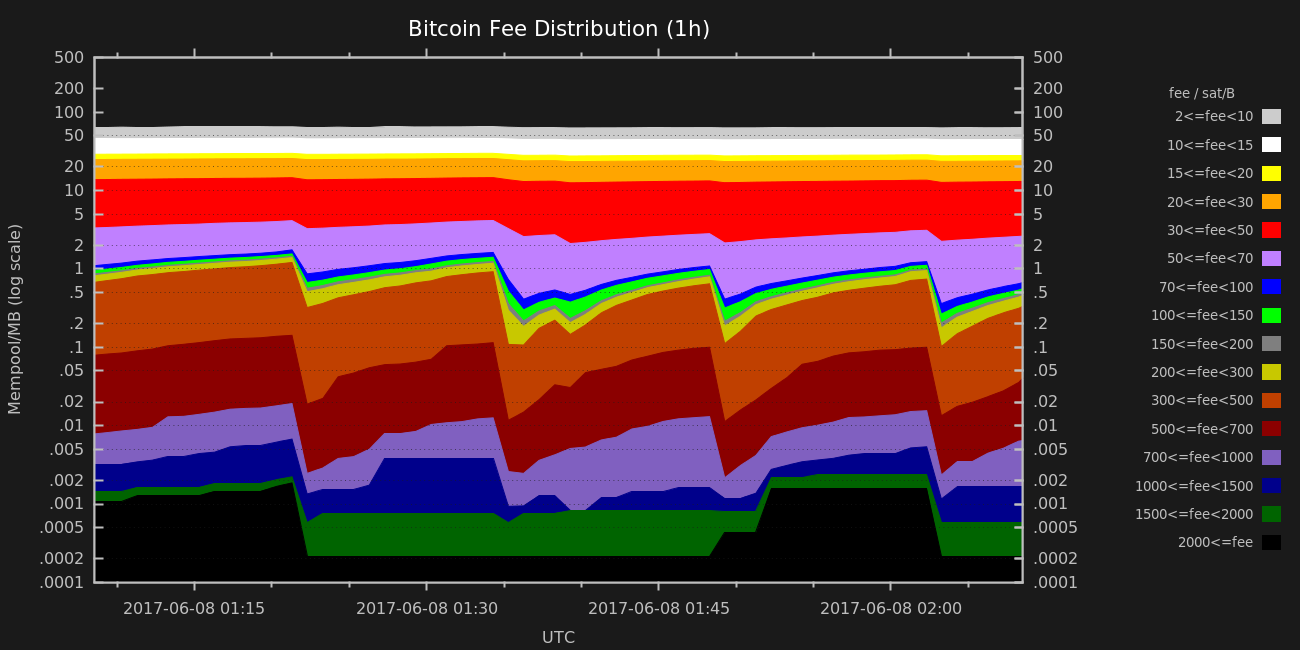 Bitcoin Fee Distribution (1h)
500
200
100
50
20
10
5
2
1
.5
.2
.1
.05
.02
.01
.005
.002
.001
.0005
.0002
.0001
Mempool/MB (log scale)
500
200
100
50
20
10
5
2
1
.5
.2
.1
.05
.02
.01
.005
.002
.001
.0005
.0002
.0001
2017-06-08 01:15
2017-06-08 01:30
2017-06-08 01:45
2017-06-08 02:00
UTC
fee / sat/B
2<=fee<10
10<=fee<15
15<=fee<20
20<=fee<30
30<=fee<50
50<=fee<70
70<=fee<100
100<=fee<150
150<=fee<200
200<=fee<300
300<=fee<500
500<=fee<700
700<=fee<1000
1000<=fee<1500
1500<=fee<2000
2000<=fee